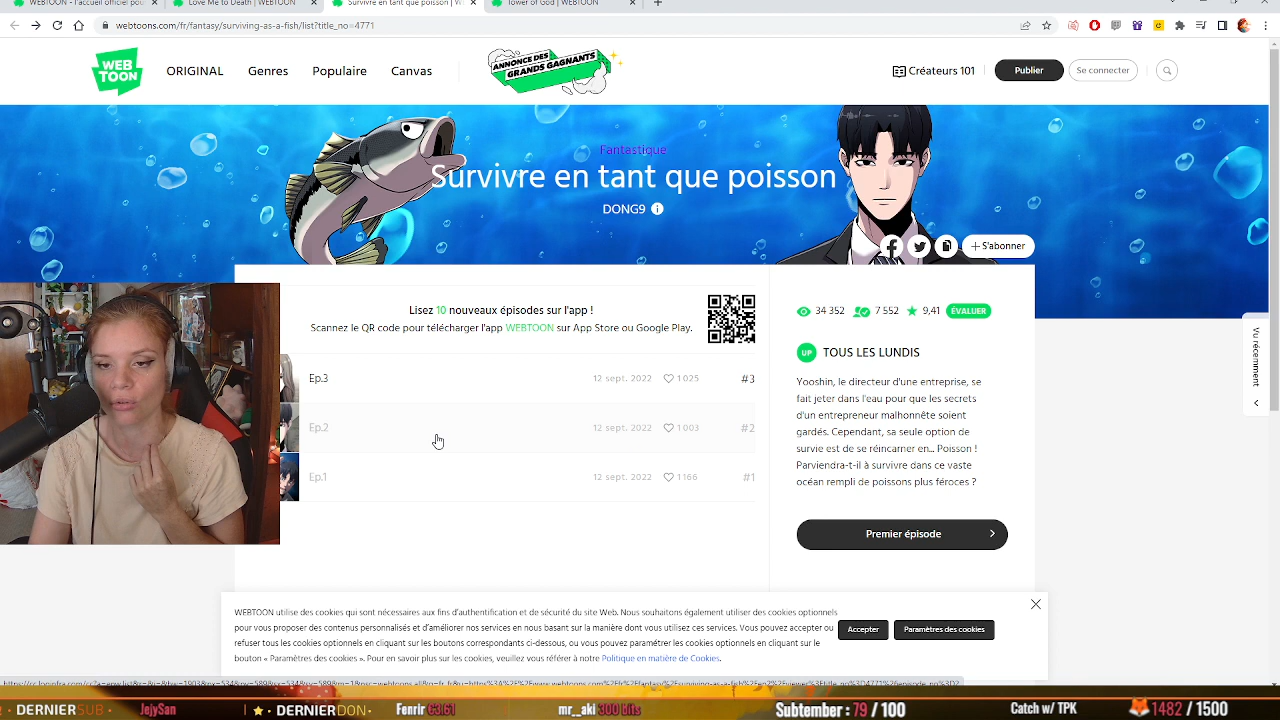 WEBTOON - l'accueil officiel pou
Love Me to Death | WEBTOON
Survivre en tant que poisson | W
Tower of God | WEBTOON
webtoons.com/fr/fantasy/surviving-as-a-fish/list?title_no=4771
WEB
TOON
ORIGINAL
Genres
Populaire
Canvas
ANNONCE DES
GRANDS GAGNANTS
Créateurs 101
Publier
Se connecter
Fantastique
Survivre en tant que poisson
DONG9
S'abonner
Lisez 10 nouveaux épisodes sur l'app !
Scannez le QR code pour télécharger l'app WEBTOON sur App Store ou Google Play.
Ep.3 12 sept. 2022 1 025 #3
Ep.2 12 sept. 2022 1 003 #2
Ep.1 12 sept. 2022 1 166 #1
34 352 7 552 9,41 ÉVALUER
UP TOUS LES LUNDIS
Yooshin, le directeur d'une entreprise, se
fait jeter dans l'eau pour que les secrets
d'un entrepreneur malhonnête soient
gardés. Cependant, sa seule option de
survie est de se réincarner en... Poisson !
Parviendra-t-il à survivre dans ce vaste
océan rempli de poissons plus féroces ?
Premier épisode
Vu récemment
WEBTOON utilise des cookies qui sont nécessaires aux fins d'authentification et de sécurité du site Web. Nous souhaitons également utiliser des cookies optionnels
pour vous proposer des contenus personnalisés et d'améliorer nos services en nous basant sur la manière dont vous utilisez ces services. Vous pouvez accepter ou
refuser tous les cookies optionnels en cliquant sur les boutons correspondants ci-dessous, ou vous pouvez paramétrer les cookies optionnels en cliquant sur le
bouton « Paramètres des cookies ». Pour en savoir plus sur les cookies, veuillez vous référer à notre Politique en matière de Cookies.
Accepter
Paramètres des cookies
DERNIERSUB
JojySan
DERNIERDON
Fenrir €3.61
mr_aki 300 Bits
Subtember : 79 / 100
Catch w/ TPK
1482 / 1500